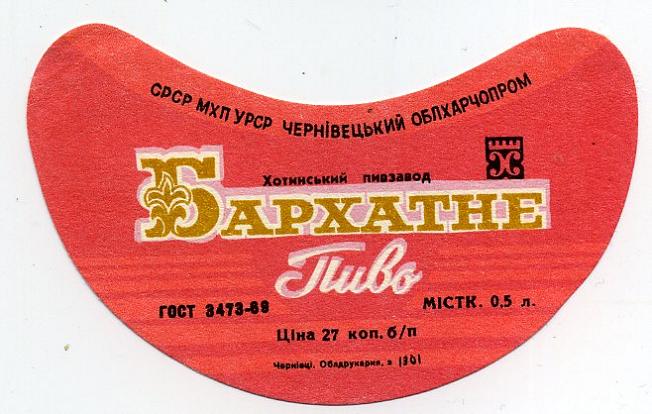 СРСР МХП УРСР ЧЕРНІВЕЦЬКИЙ ОБЛХАРЧОПРОМ
Хотинський пивзавод
БАРХАТНЕ
Пиво
ГОСТ 3473-69
МІСТК. 0,5 л.
Ціна 27 коп. б/п
Чернівці, Облдрукарня, з 1301